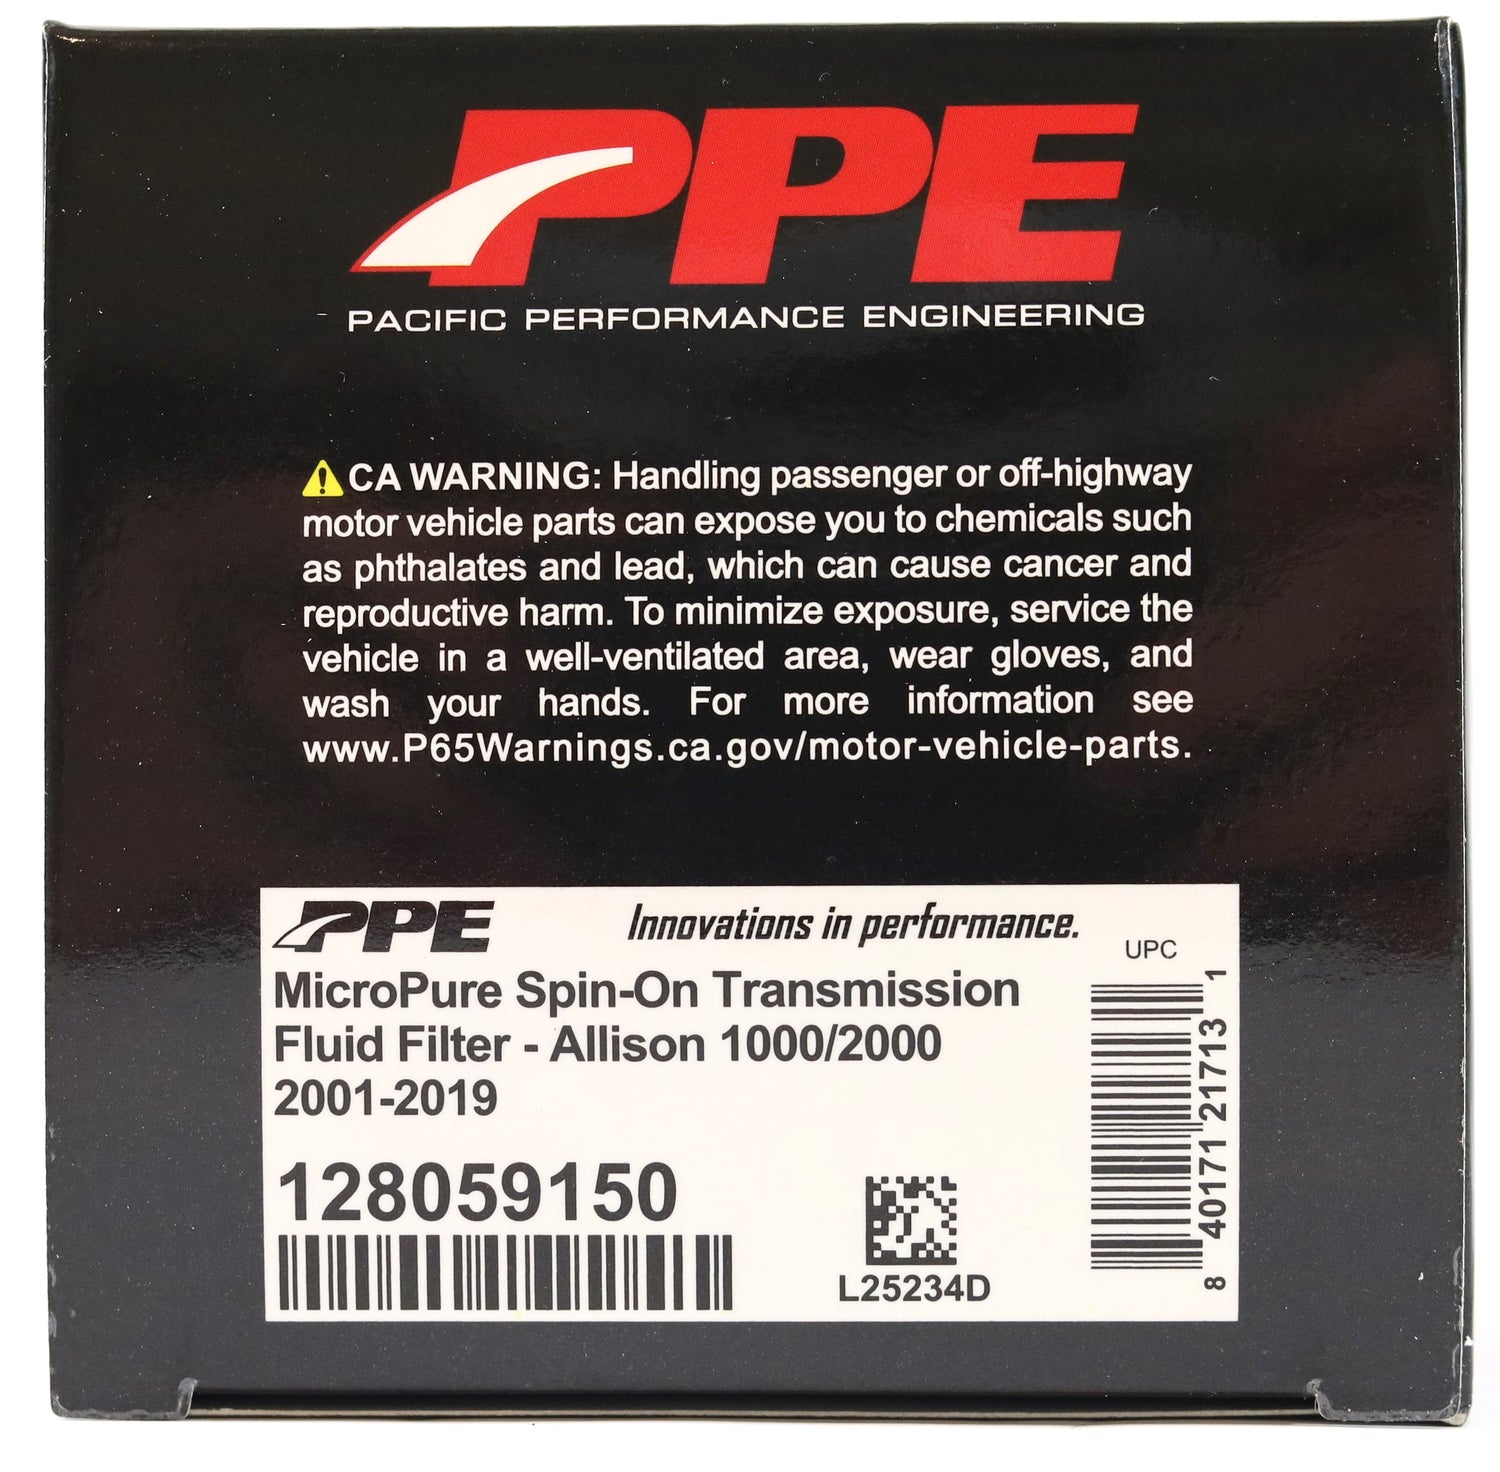 PPE
PACIFIC PERFORMANCE ENGINEERING
CA WARNING: Handling passenger or off-highway
motor vehicle parts can expose you to chemicals such
as phthalates and lead, which can cause cancer and
reproductive harm. To minimize exposure, service the
vehicle in a well-ventilated area, wear gloves, and
wash your hands. For more information see
www.P65Warnings.ca.gov/motor-vehicle-parts.
PPE
Innovations in performance.
MicroPure Spin-On Transmission
Fluid Filter - Allison 1000/2000
2001-2019
128059150
L25234D
UPC
8 40171 21713 1